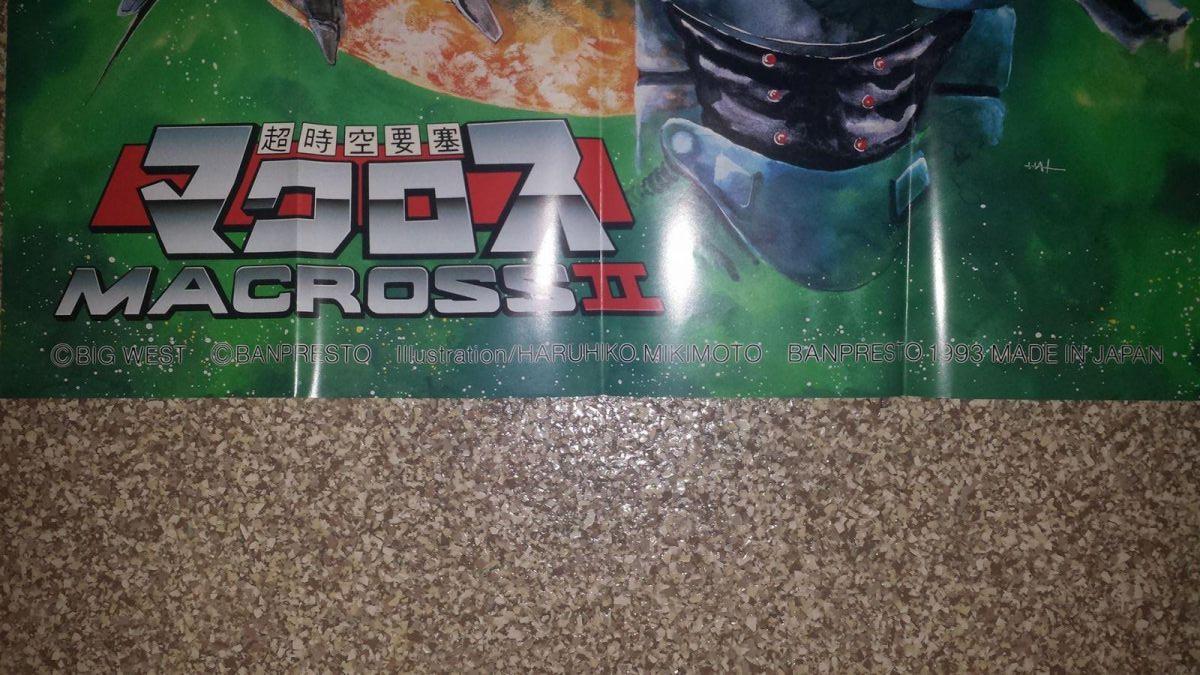 超時空要塞
マクロス
MACROSS II
©BIG WEST ©BANPRESTO Illustration/HARUHIKO MIKIMOTO BANPRESTO 1993 MADE IN JAPAN